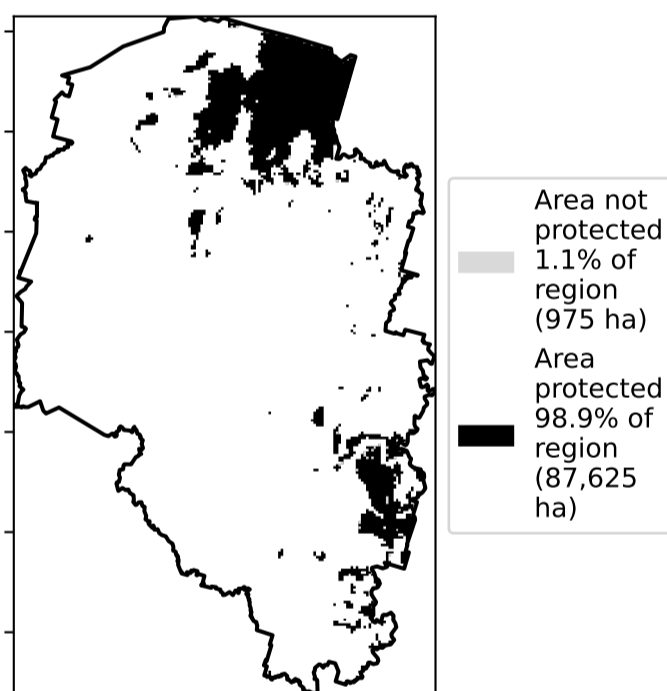 Area not
protected
1.1% of
region
(975 ha)
Area
protected
98.9% of
region
(87,625
ha)